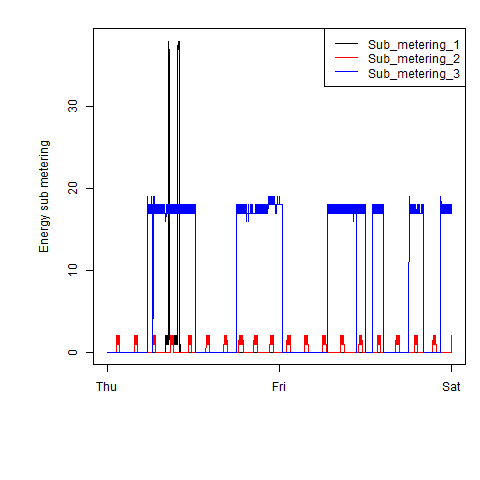 Sub_metering_1
Sub_metering_2
Sub_metering_3
Energy sub metering
30
20
10
0
Thu Fri Sat